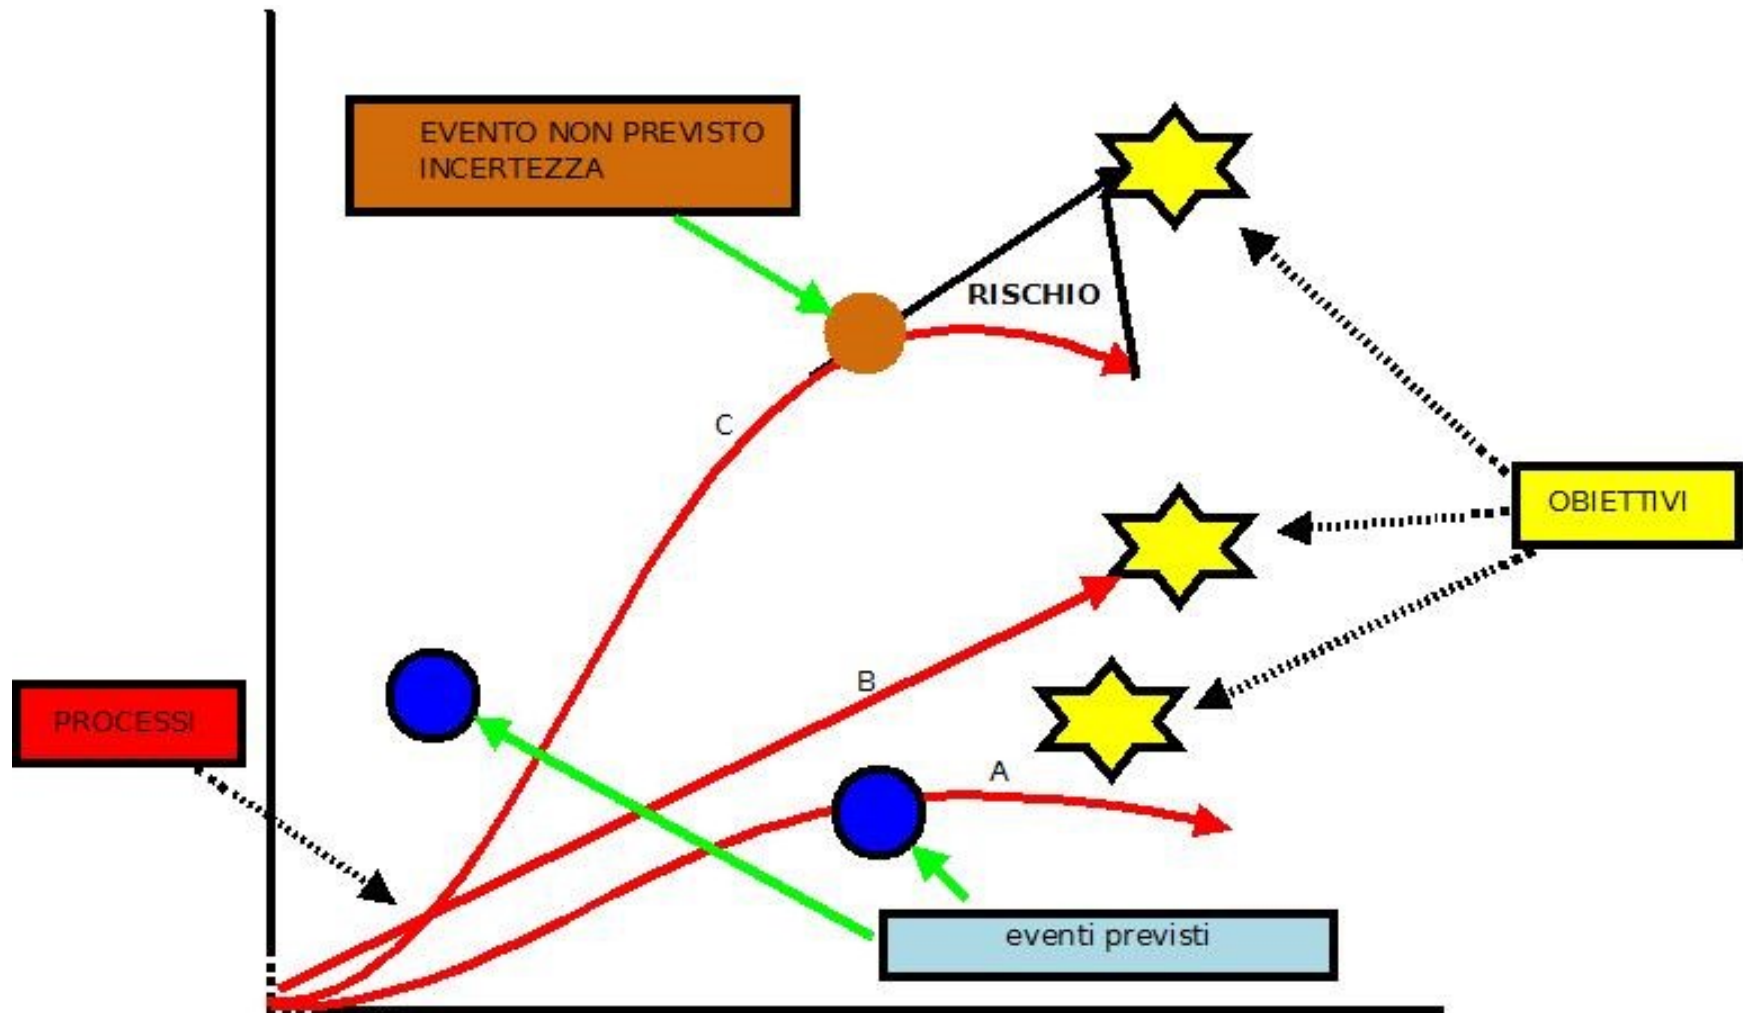 EVENTO NON PREVISTO
INCERTEZZA
RISCHIO
C
OBIETTIVI
B
PROCESSI
A
eventi previsti